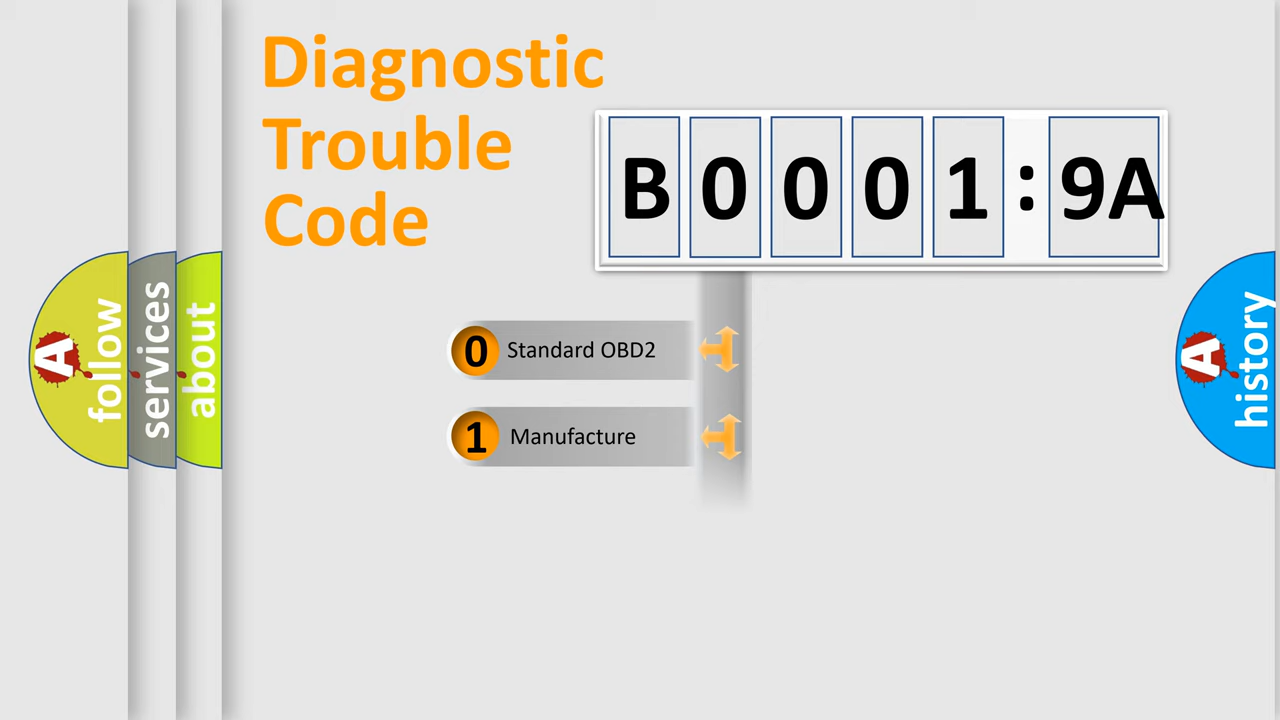 Diagnostic
Trouble
Code
B0001:9A
0 Standard OBD2
1 Manufacture
A
follow
services
about
A
history